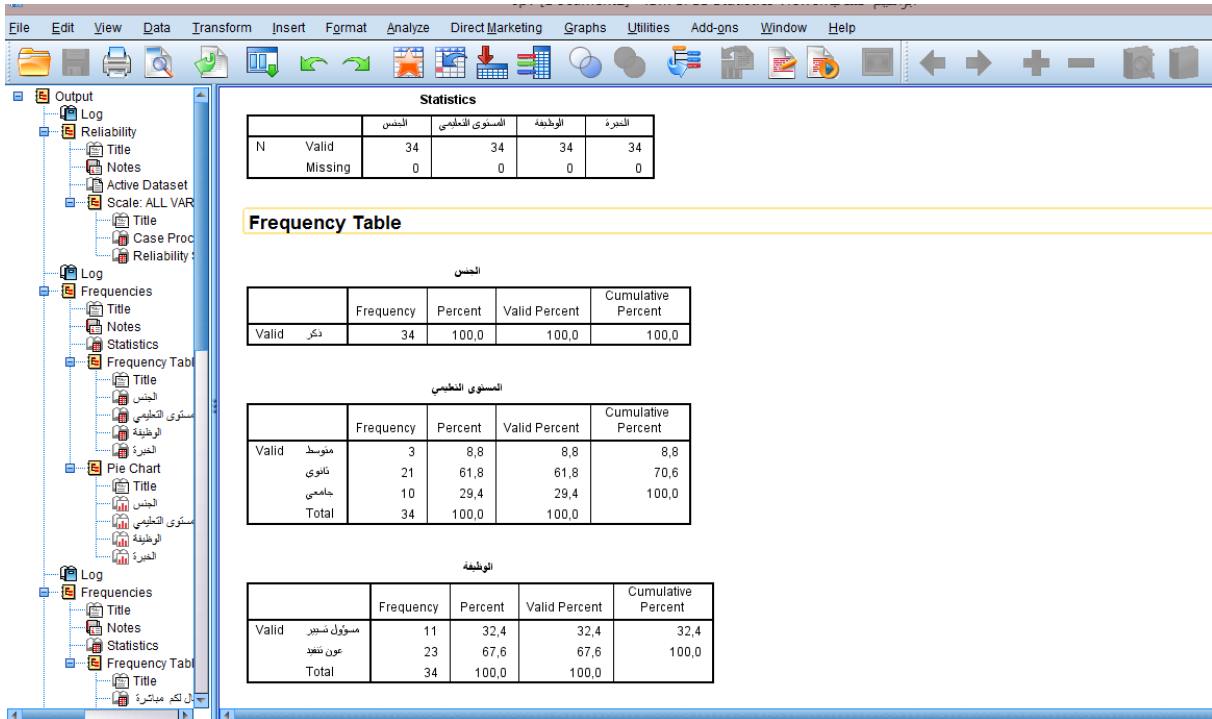 File Edit View Data Transform Insert Format Analyze Direct Marketing Graphs Utilities Add-ons Window Help
Output
Log
Reliability
Title
Notes
Active Dataset
Scale: ALL VAR
Title
Case Proc
Reliability
Log
Frequencies
Title
Notes
Statistics
Frequency Tabl
Title
الجنس
مستوى التعليمي
الوظيفة
الخبرة
Pie Chart
Title
الجنس
مستوى التعليمي
الوظيفة
الخبرة
Log
Frequencies
Title
Notes
Statistics
Frequency Tabl
Title
ال لكم مباشرة
Statistics
الجنس المستوى التعليمي الوظيفة الخبرة
N Valid 34 34 34 34
Missing 0 0 0 0
Frequency Table
الجنس
Frequency Percent Valid Percent Cumulative Percent
Valid ذكر 34 100,0 100,0 100,0
المستوى التعليمي
Frequency Percent Valid Percent Cumulative Percent
Valid متوسط 3 8,8 8,8 8,8
ثانوي 21 61,8 61,8 70,6
جامعي 10 29,4 29,4 100,0
Total 34 100,0 100,0
الوظيفة
Frequency Percent Valid Percent Cumulative Percent
Valid مسؤول تسيير 11 32,4 32,4 32,4
عون تنفيذ 23 67,6 67,6 100,0
Total 34 100,0 100,0